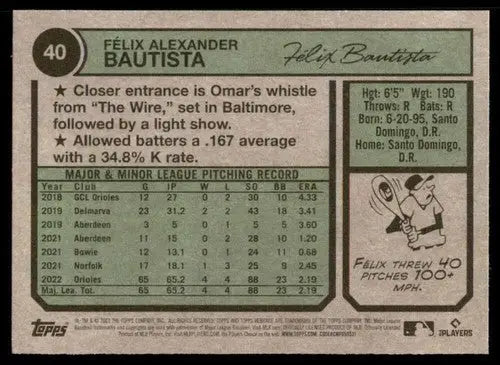 40
FÉLIX ALEXANDER
BAUTISTA
Félix Bautista
★ Closer entrance is Omar's whistle
from "The Wire," set in Baltimore,
followed by a light show.
★ Allowed batters a .167 average
with a 34.8% K rate.
Hgt: 6'5" Wgt: 190
Throws: R Bats: R
Born: 6-20-95, Santo
Domingo, D.R.
Home: Santo Domingo,
D.R.
MAJOR & MINOR LEAGUE PITCHING RECORD
Year Club G IP W L SO BB ERA
2018 GCL Orioles 12 27 0 2 30 10 4.33
2019 Delmarva 23 31.2 2 2 43 18 3.41
2019 Aberdeen 3 5 0 1 5 5 3.60
2021 Aberdeen 11 15 0 2 28 10 1.20
2021 Bowie 12 13.1 0 1 24 9 0.68
2021 Norfolk 17 18.1 1 3 25 9 2.45
2022 Orioles 65 65.2 4 4 88 23 2.19
Maj. Lea. Tot. 65 65.2 4 4 88 23 2.19
FÉLIX THREW 40
PITCHES 100+
MPH.
Topps
MLB
PLAYERS